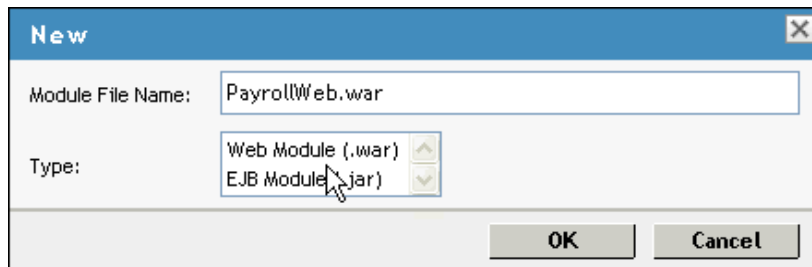 New
Module File Name: PayrollWeb.war
Type: Web Module (.war)
EJB Module (.jar)
OK Cancel